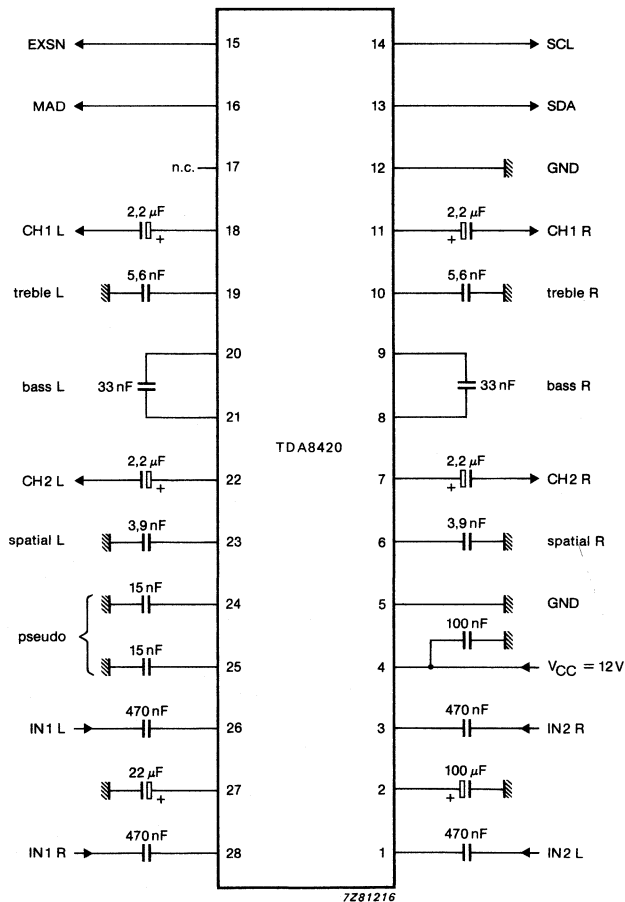 EXSN 15 14 SCL
MAD 16 13 SDA
n.c. 17 12 GND
2,2 µF 2,2 µF
CH1 L 18 11 CH1 R
+ +
5,6 nF 5,6 nF
treble L 19 10 treble R
20 9
bass L 33 nF 33 nF bass R
21 8
TDA8420
2,2 µF 2,2 µF
CH2 L 22 7 CH2 R
+ +
3,9 nF 3,9 nF
spatial L 23 6 spatial R
15 nF
24 5 GND
pseudo 100 nF
15 nF
25 4 VCC = 12 V
470 nF 470 nF
IN1 L 26 3 IN2 R
22 µF 100 µF
27 2
+ +
470 nF 470 nF
IN1 R 28 1 IN2 L
7Z81216